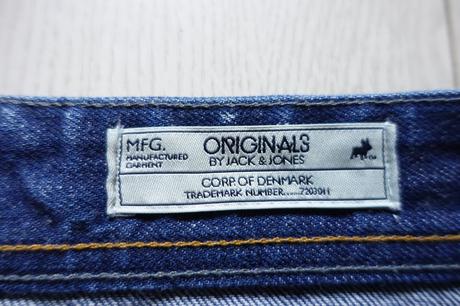 MFG.
MANUFACTURED
GARMENT
ORIGINALS
BY JACK & JONES
CORP. OF DENMARK
TRADEMARK NUMBER......7203011